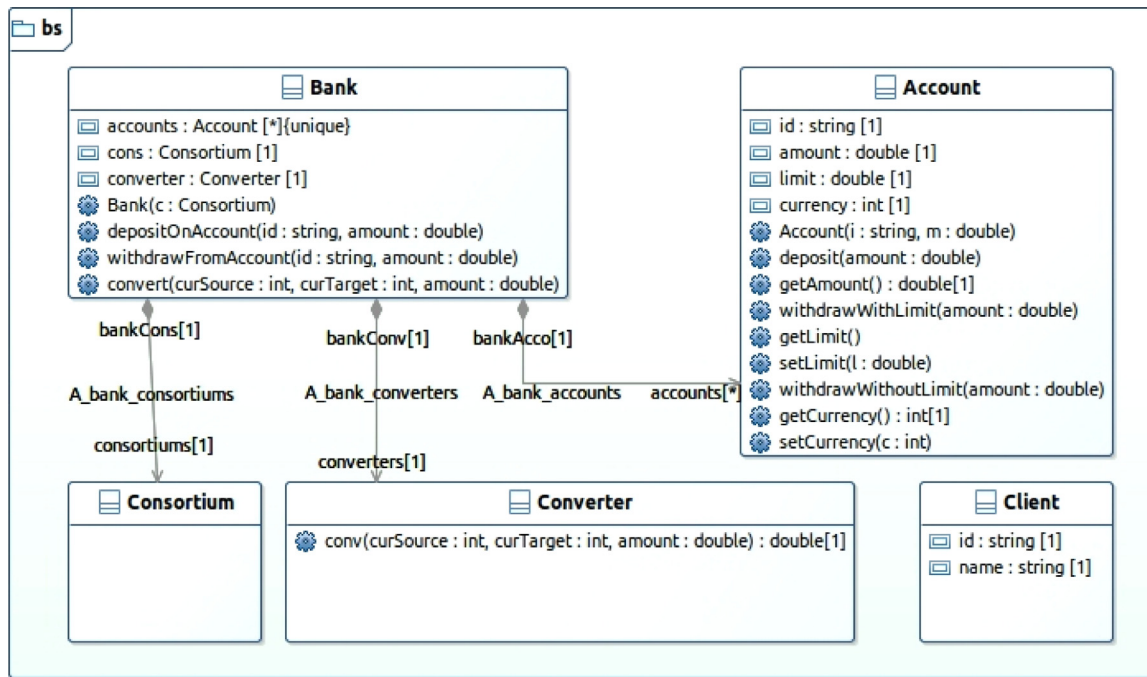 bs
Bank
accounts : Account [*]{unique}
cons : Consortium [1]
converter : Converter [1]
Bank(c : Consortium)
depositOnAccount(id : string, amount : double)
withdrawFromAccount(id : string, amount : double)
convert(curSource : int, curTarget : int, amount : double)
Account
id : string [1]
amount : double [1]
limit : double [1]
currency : int [1]
Account(i : string, m : double)
deposit(amount : double)
getAmount() : double[1]
withdrawWithLimit(amount : double)
getLimit()
setLimit(l : double)
withdrawWithoutLimit(amount : double)
getCurrency() : int[1]
setCurrency(c : int)
bankCons[1]
bankConv[1]
bankAcco[1]
A_bank_consortiums
A_bank_converters
A_bank_accounts
accounts[*]
consortiums[1]
converters[1]
Consortium
Converter
conv(curSource : int, curTarget : int, amount : double) : double[1]
Client
id : string [1]
name : string [1]